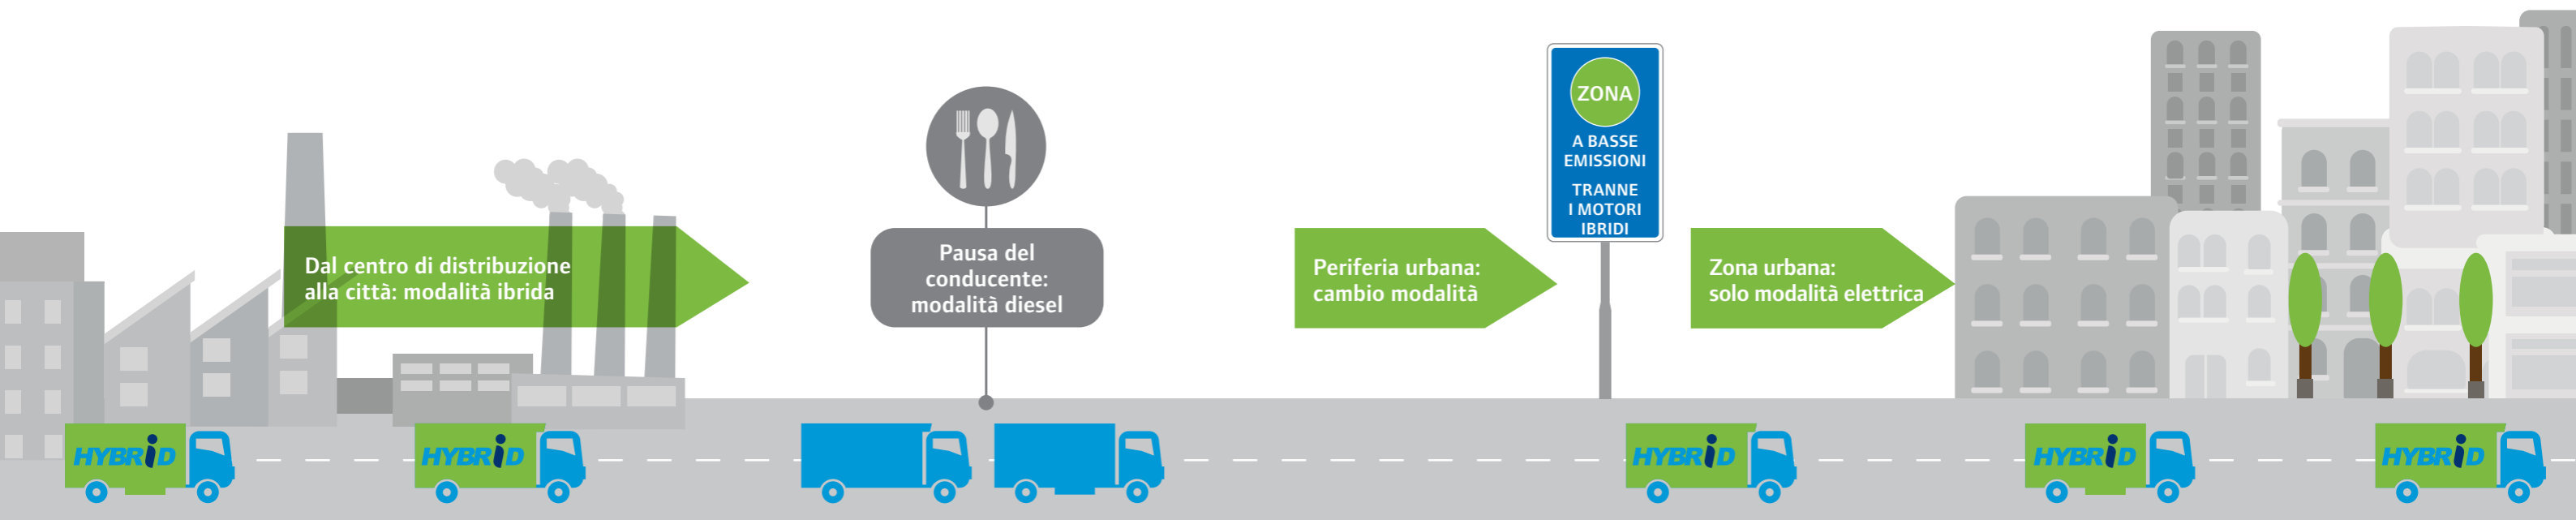 Dal centro di distribuzione
alla città: modalità ibrida
Pausa del
conducente:
modalità diesel
Periferia urbana:
cambio modalità
ZONA
A BASSE
EMISSIONI
TRANNE
I MOTORI
IBRIDI
Zona urbana:
solo modalità elettrica
HYBRiD
HYBRiD
HYBRiD
HYBRiD
HYBRiD